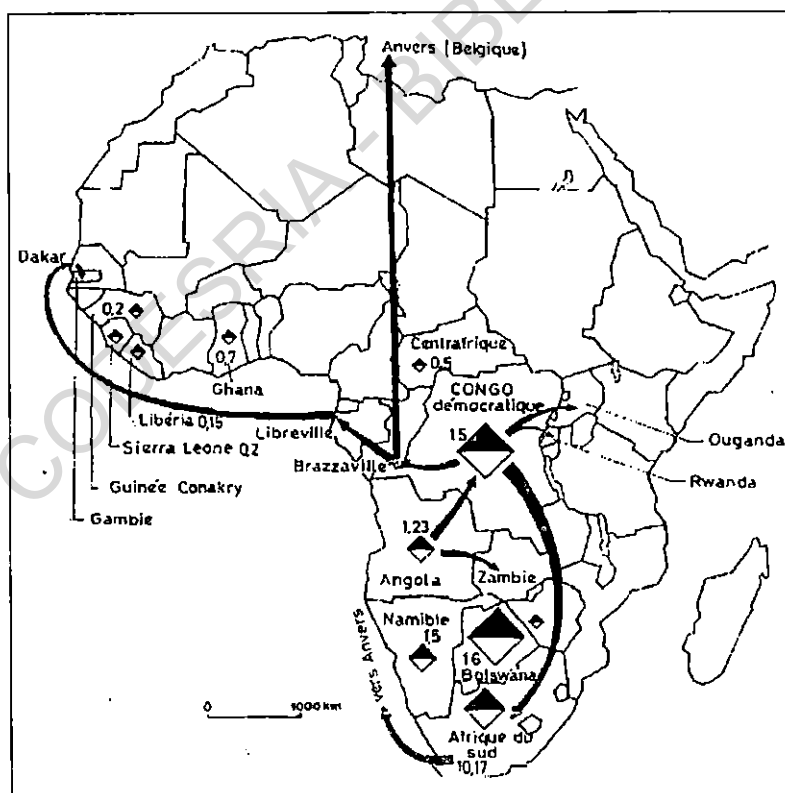 CODESRIA - BIB
Anvers (Belgique)
Dakar
0,2
0,7
Ghana
Centrafrique
0,5
CONGO
démocratique
15
Libéria 0,15
Libreville
Sierra Leone 0,2
Brazzaville
Ouganda
Rwanda
Guinée Conakry
Gambie
1,23
Angola
Zambie
Namibie
1,5
16
Botswana
vers Anvers
0 1000 km
Afrique du
sud
10,17